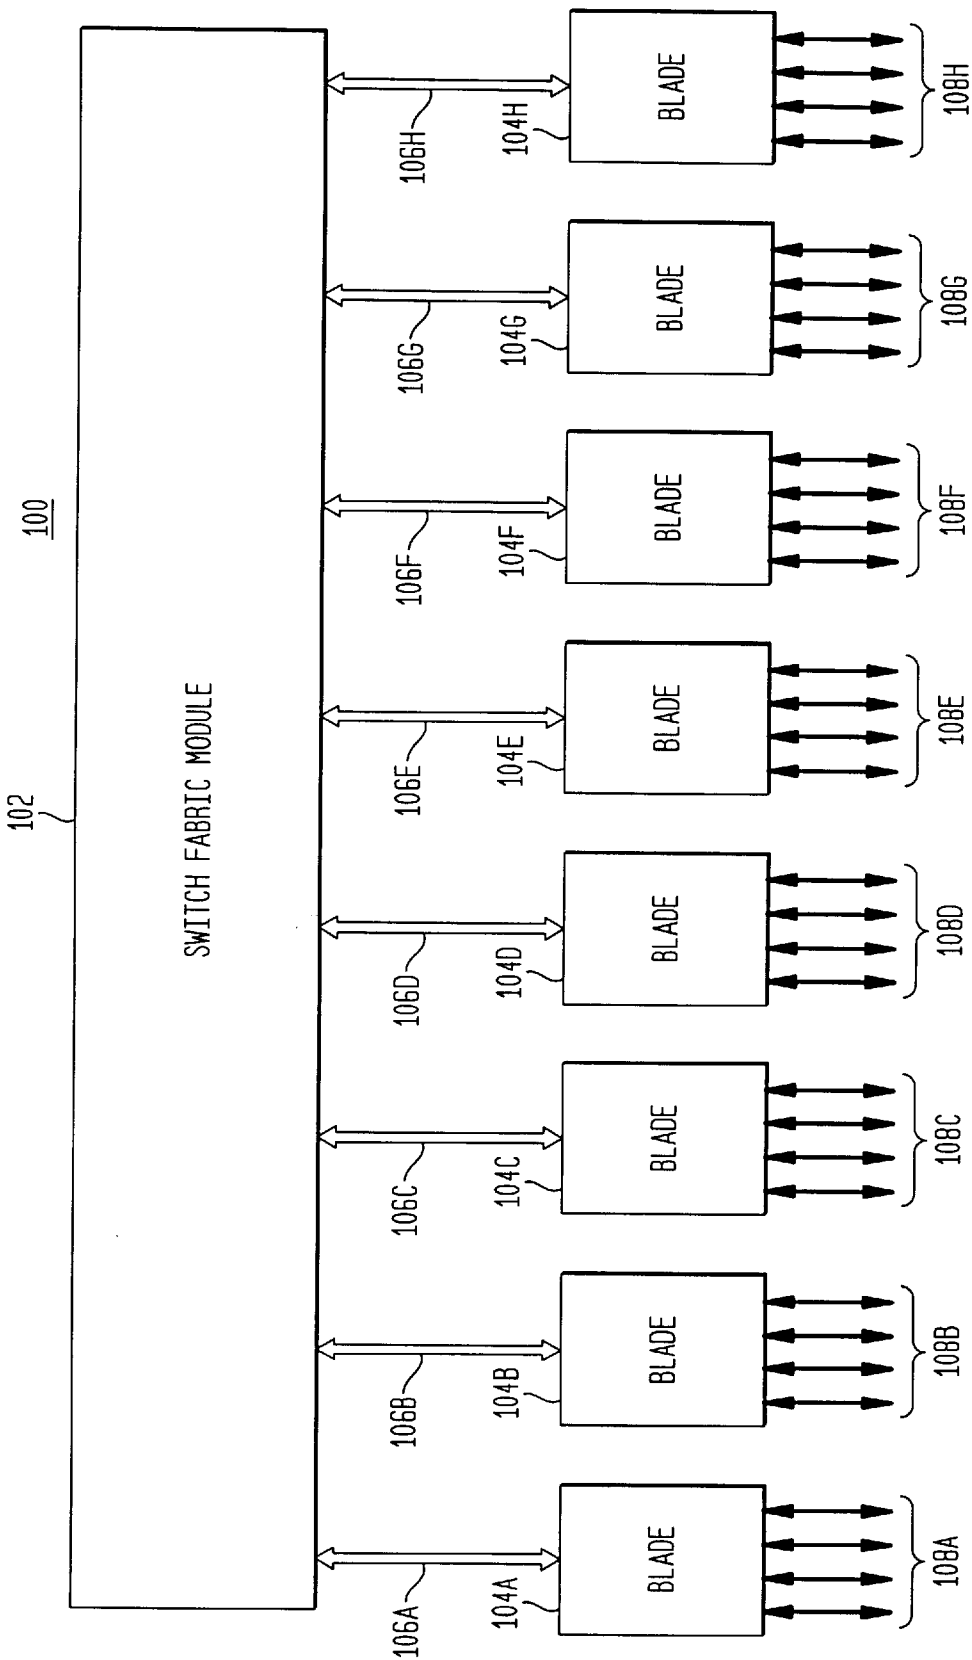 100
102
SWITCH FABRIC MODULE
106A
106B
106C
106D
106E
106F
106G
106H
104A
104B
104C
104D
104E
104F
104G
104H
BLADE
BLADE
BLADE
BLADE
BLADE
BLADE
BLADE
BLADE
108A
108B
108C
108D
108E
108F
108G
108H